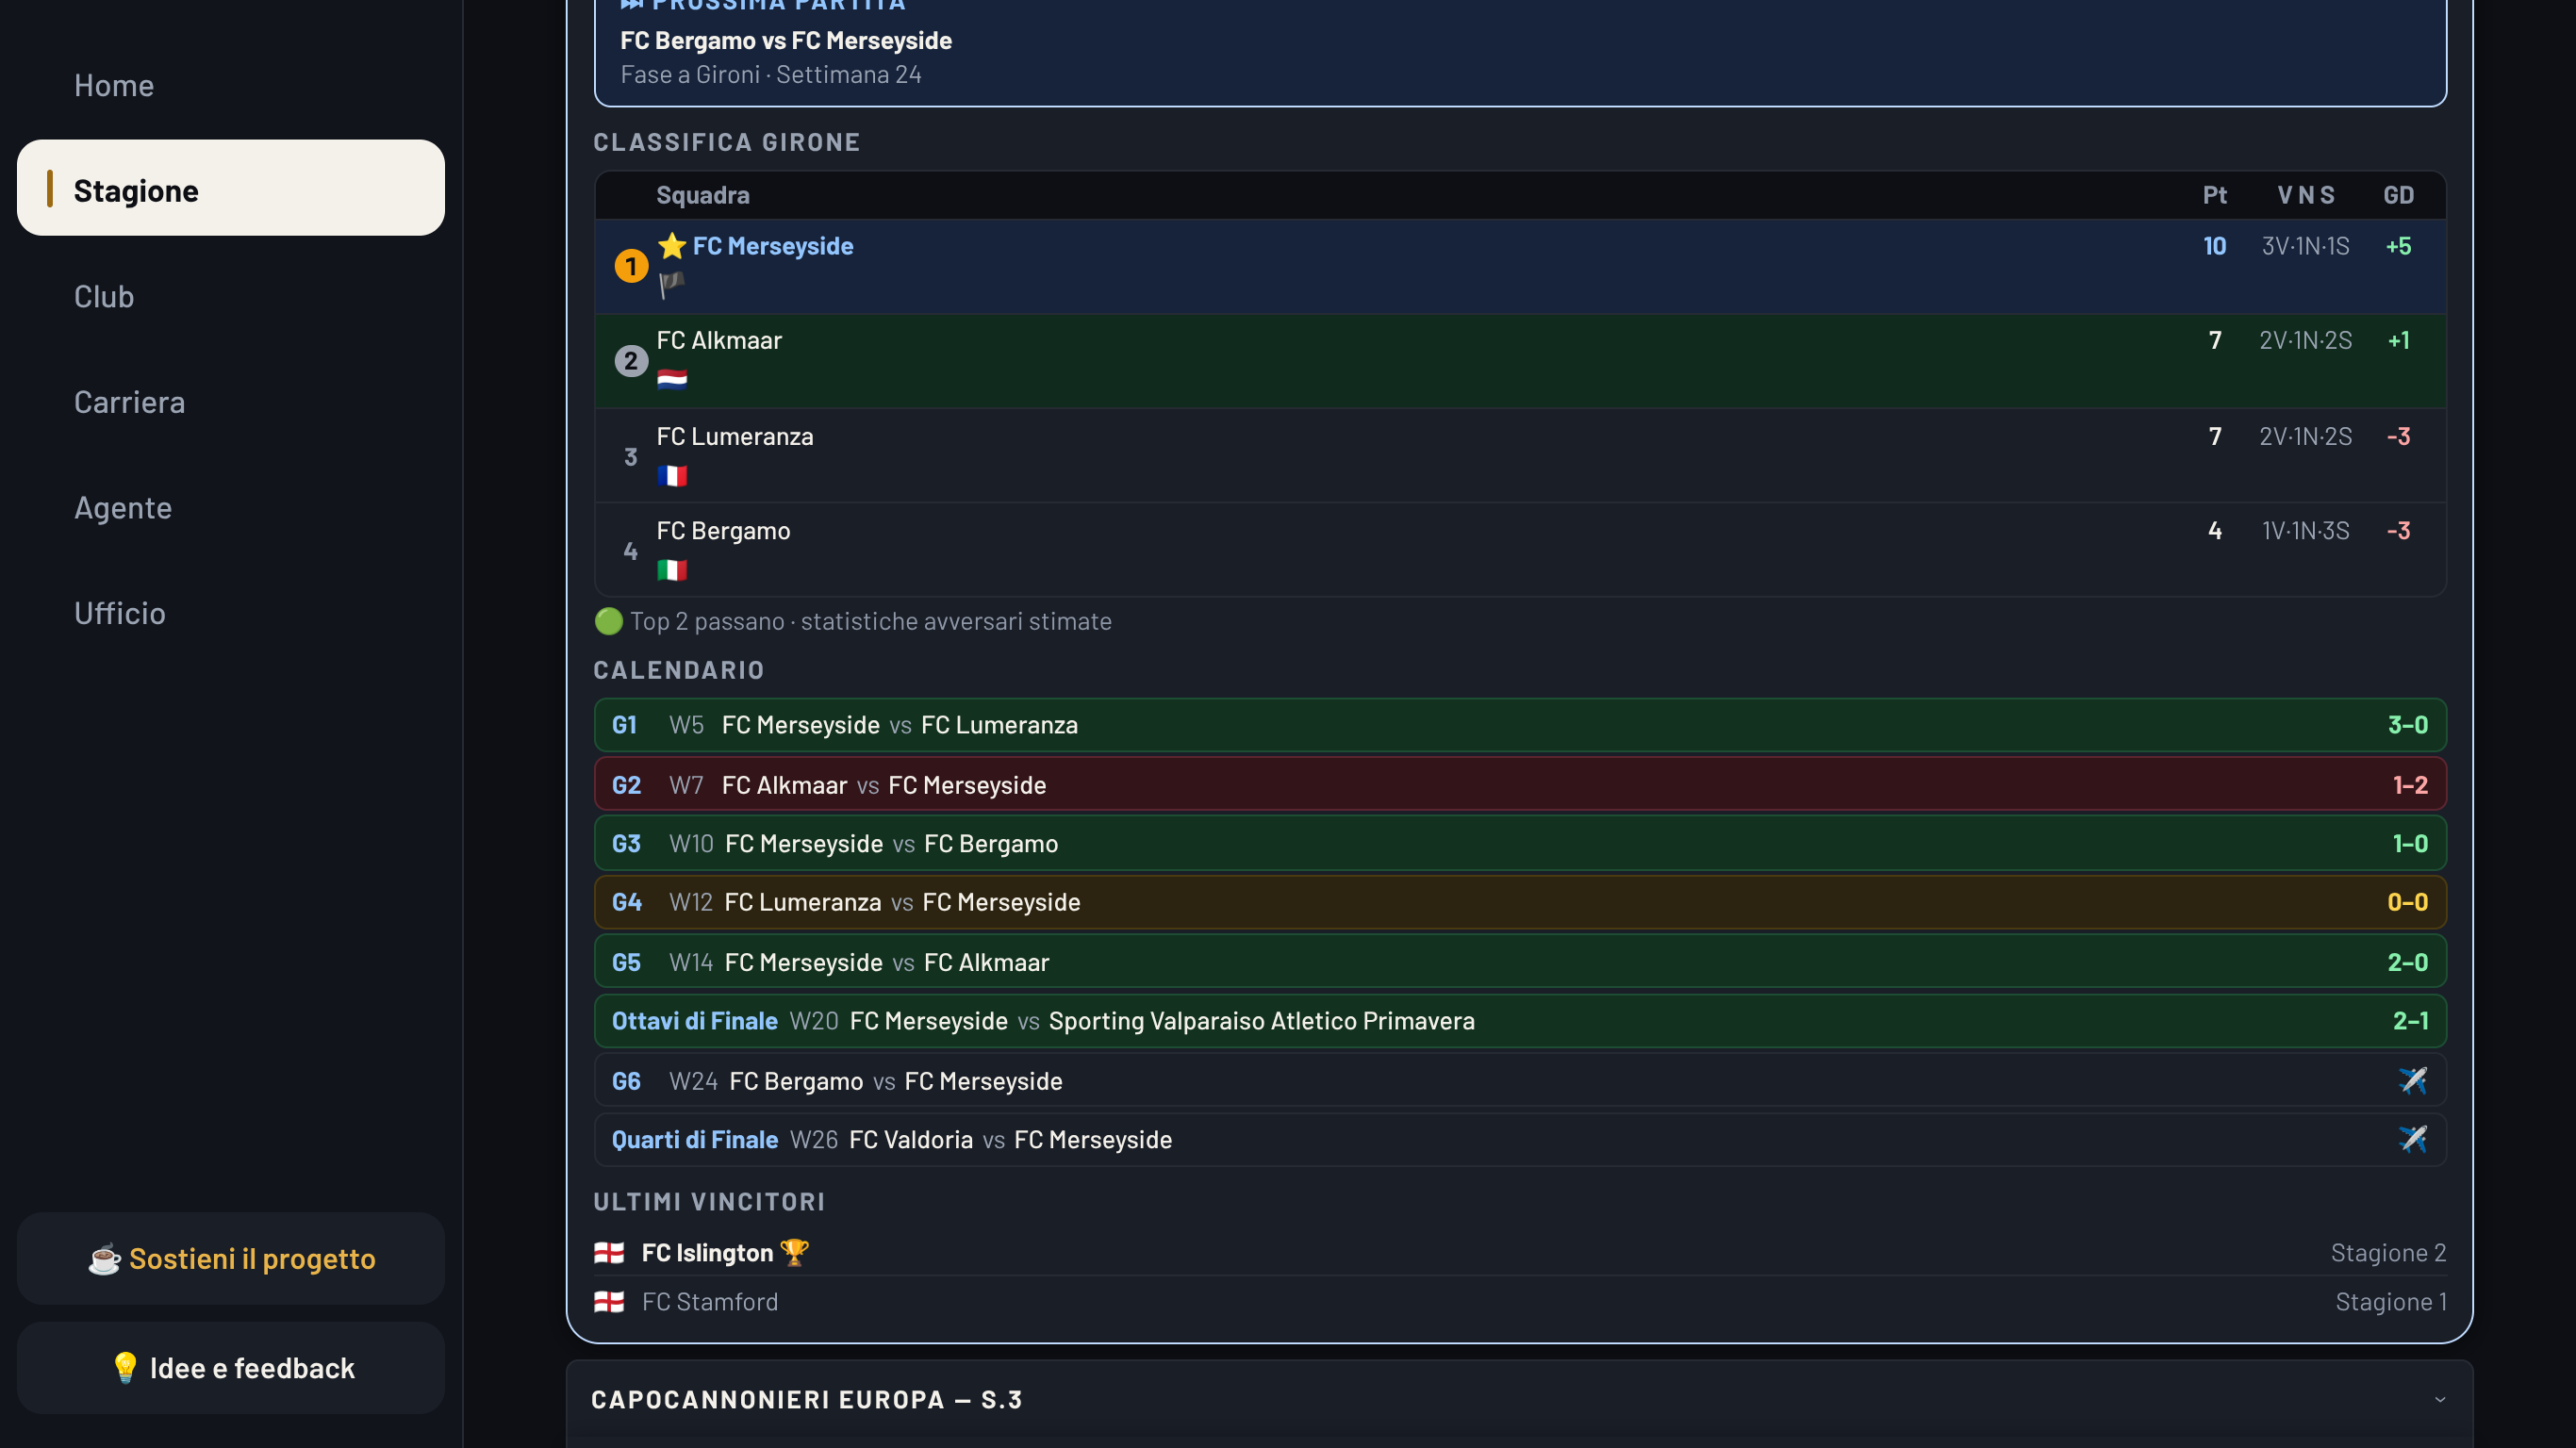 Home
Stagione
Club
Carriera
Agente
Ufficio
☕ Sostieni il progetto
💡 Idee e feedback
⏭ PROSSIMA PARTITA
FC Bergamo vs FC Merseyside
Fase a Gironi · Settimana 24
CLASSIFICA GIRONE
Squadra Pt V N S GD
1 ⭐ FC Merseyside 10 3V·1N·1S +5
2 FC Alkmaar 7 2V·1N·2S +1
3 FC Lumeranza 7 2V·1N·2S -3
4 FC Bergamo 4 1V·1N·3S -3
🟢 Top 2 passano · statistiche avversari stimate
CALENDARIO
G1 W5 FC Merseyside vs FC Lumeranza 3–0
G2 W7 FC Alkmaar vs FC Merseyside 1–2
G3 W10 FC Merseyside vs FC Bergamo 1–0
G4 W12 FC Lumeranza vs FC Merseyside 0–0
G5 W14 FC Merseyside vs FC Alkmaar 2–0
Ottavi di Finale W20 FC Merseyside vs Sporting Valparaiso Atletico Primavera 2–1
G6 W24 FC Bergamo vs FC Merseyside ✈️
Quarti di Finale W26 FC Valdoria vs FC Merseyside ✈️
ULTIMI VINCITORI
FC Islington 🏆 Stagione 2
FC Stamford Stagione 1
CAPOCANNONIERI EUROPA — S.3